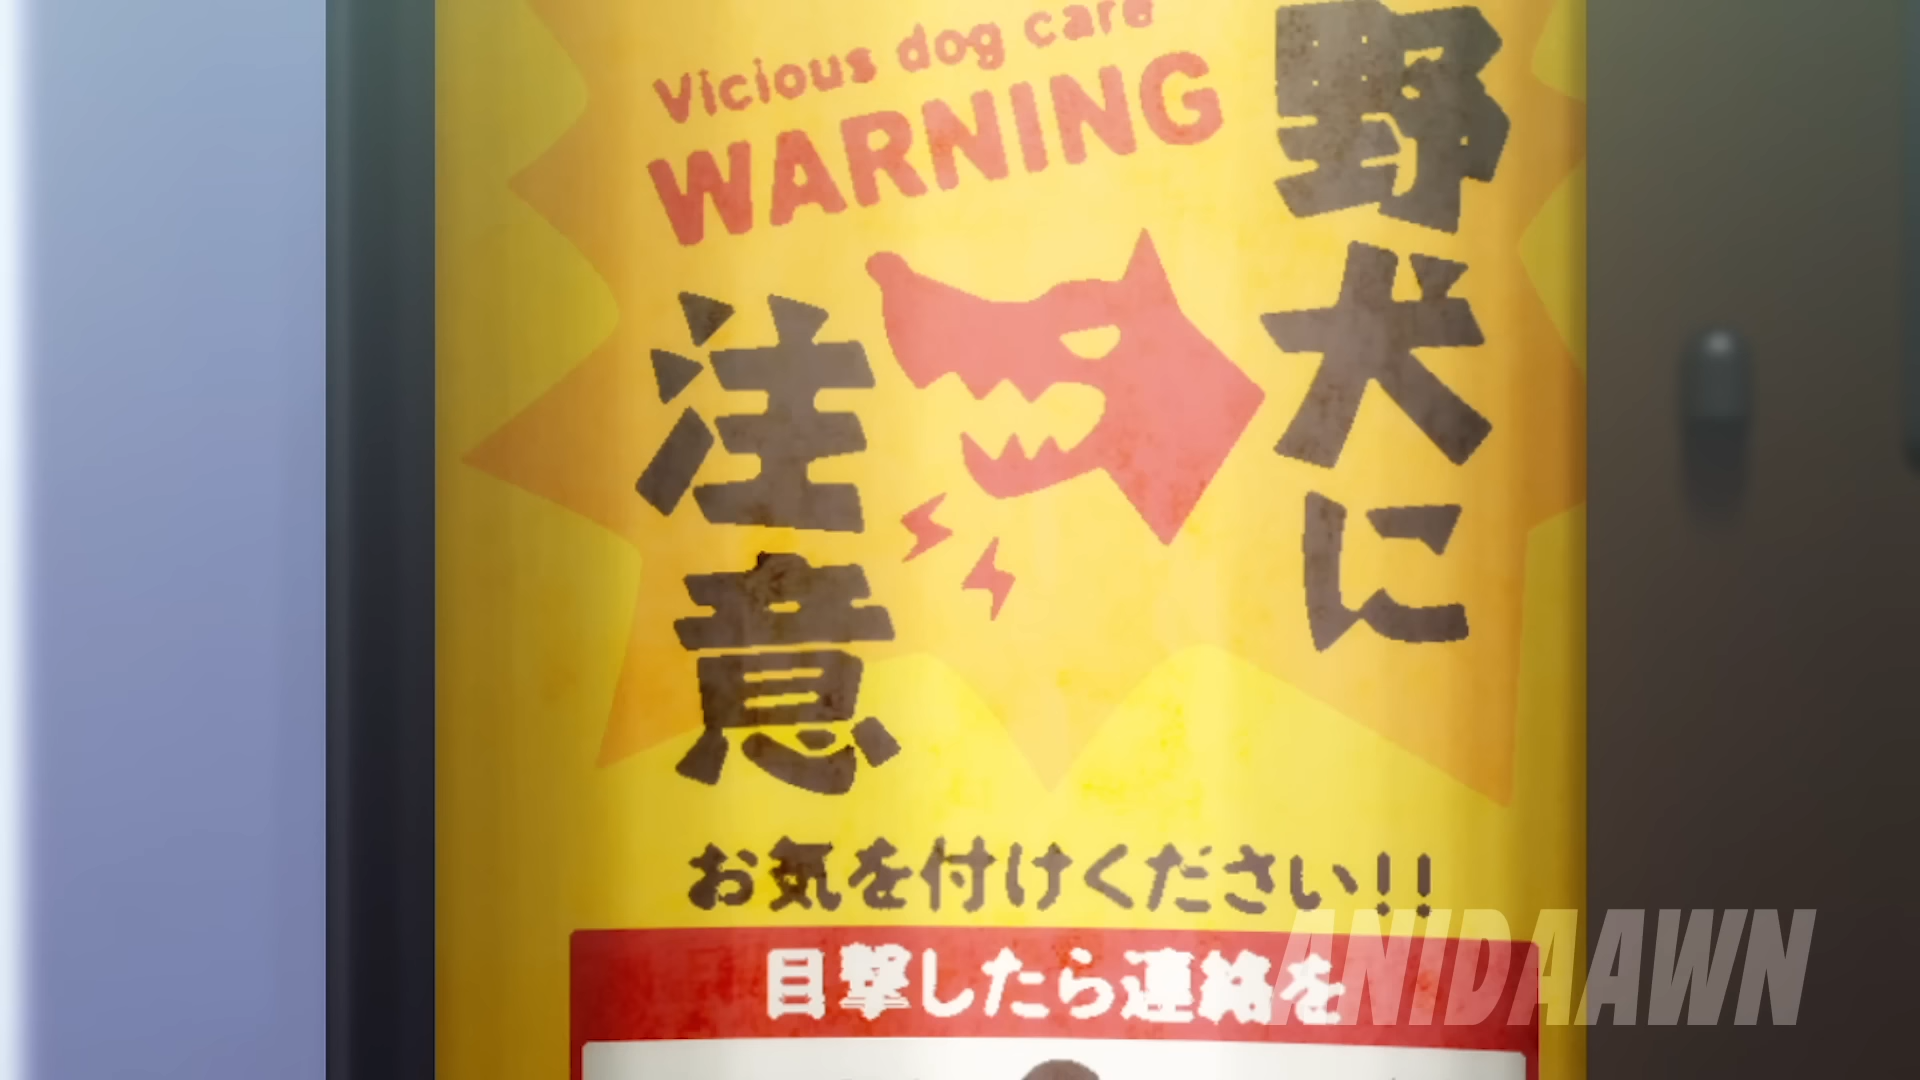 Vicious dog care
WARNING
野犬に
注意
お気を付けください!!
目撃したら連絡を
ANIDAAWN